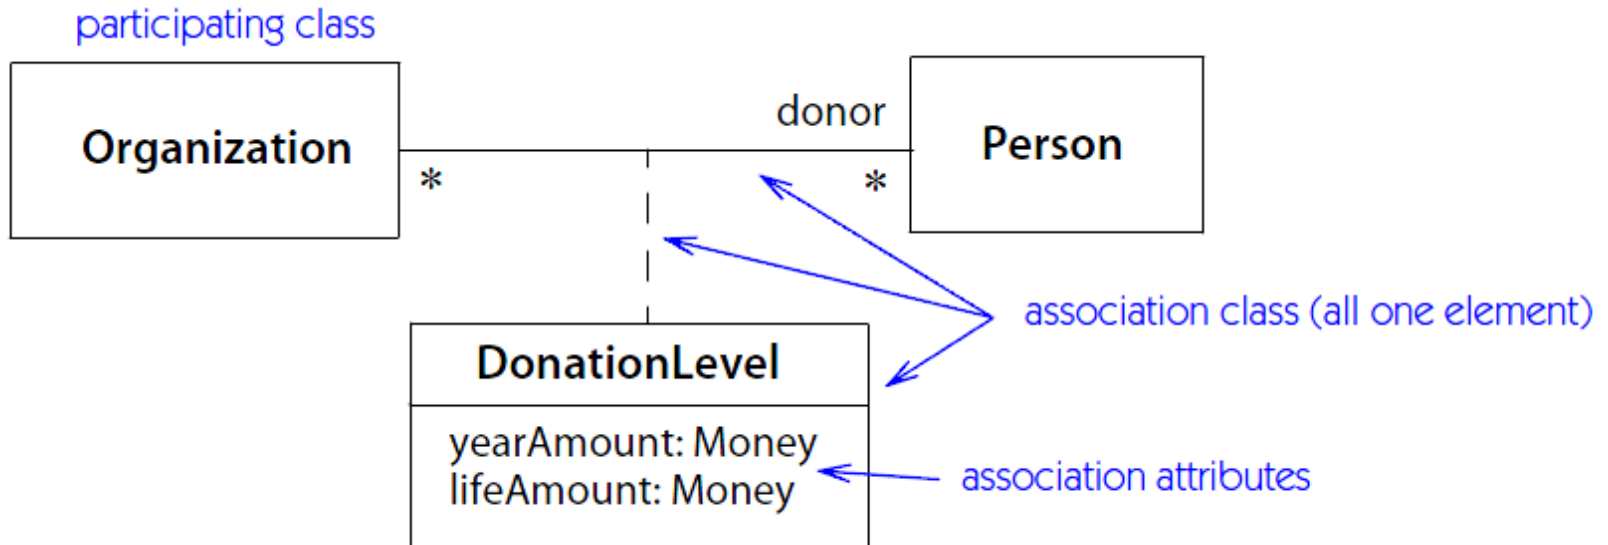 participating class
Organization
donor
Person
*
*
association class (all one element)
DonationLevel
yearAmount: Money
lifeAmount: Money
association attributes